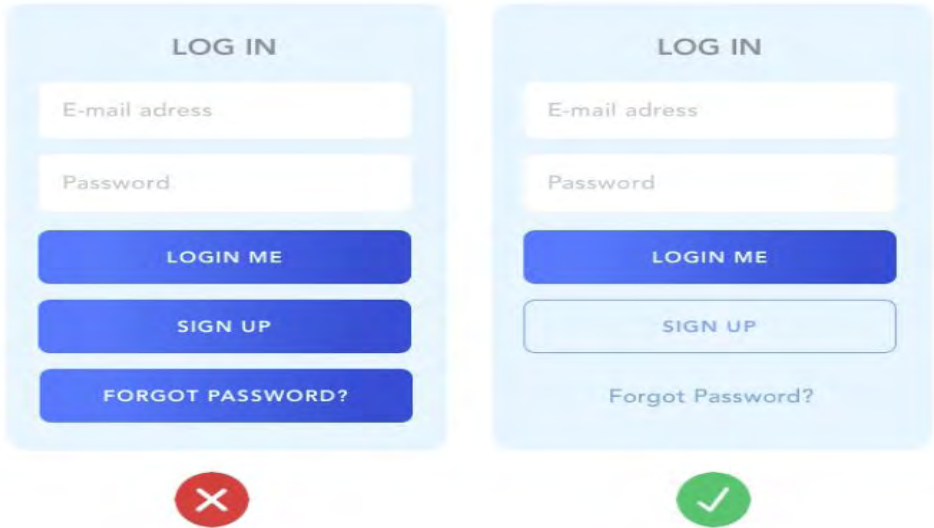 LOG IN
E-mail adress
Password
LOGIN ME
SIGN UP
FORGOT PASSWORD?
LOG IN
E-mail adress
Password
LOGIN ME
SIGN UP
Forgot Password?